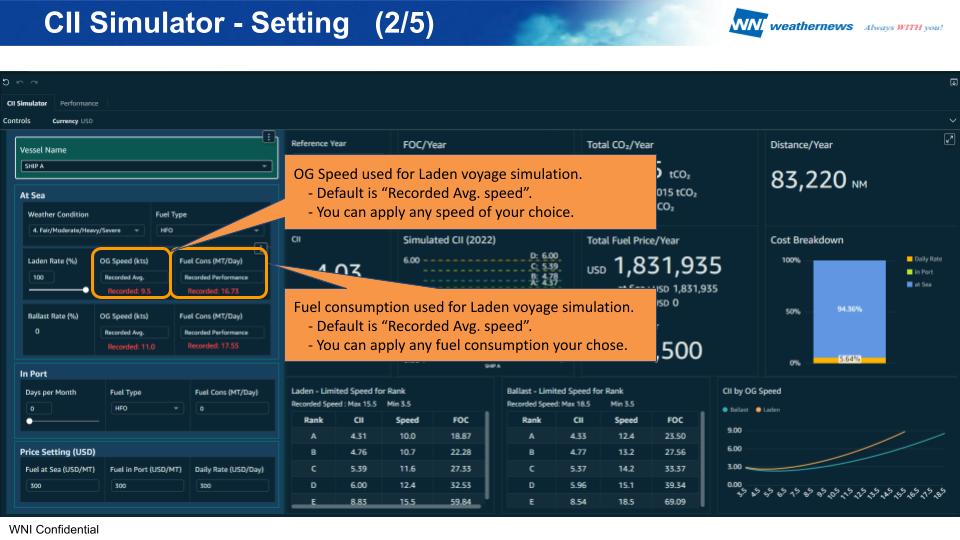 CII Simulator - Setting (2/5)
WNI weathernews Always WITH you!
CII Simulator Performance
Controls Currency USD
Vessel Name
SHIP A
At Sea
Weather Condition Fuel Type
4. Fair/Moderate/Heavy/Severe HFO
Laden Rate (%) OG Speed (kts) Fuel Cons (MT/Day)
100 Recorded Avg. Recorded Performance
Recorded: 9.5 Recorded: 16.73
Ballast Rate (%) OG Speed (kts) Fuel Cons (MT/Day)
0 Recorded Avg. Recorded Performance
Recorded: 11.0 Recorded: 17.55
In Port
Days per Month Fuel Type Fuel Cons (MT/Day)
0 HFO 0
Price Setting (USD)
Fuel at Sea (USD/MT) Fuel in Port (USD/MT) Daily Rate (USD/Day)
300 300 300
Reference Year FOC/Year Total CO₂/Year Distance/Year
tCO₂ 83,220 NM
015 tCO₂
CO₂
OG Speed used for Laden voyage simulation.
- Default is “Recorded Avg. speed”.
- You can apply any speed of your choice.
CII Simulated CII (2022) Total Fuel Price/Year Cost Breakdown
4.03
6.00
D: 6.00
C: 5.39
B: 4.78
A: 4.37
USD 1,831,935
USD 1,831,935
USD 0
,500
SHIP A
100%
50%
0%
94.36%
5.64%
Daily Rate
In Port
at Sea
Fuel consumption used for Laden voyage simulation.
- Default is “Recorded Avg. speed”.
- You can apply any fuel consumption your chose.
Laden - Limited Speed for Rank
Recorded Speed : Max 15.5 Min 3.5
Rank CII Speed FOC
A 4.31 10.0 18.87
B 4.76 10.7 22.28
C 5.39 11.6 27.33
D 6.00 12.4 32.53
E 8.83 15.5 59.84
Ballast - Limited Speed for Rank
Recorded Speed: Max 18.5 Min 3.5
Rank CII Speed FOC
A 4.33 12.4 23.50
B 4.77 13.2 27.56
C 5.37 14.2 33.37
D 5.96 15.1 39.34
E 8.54 18.5 69.09
CII by OG Speed
Ballast Laden
9.00
6.00
3.00
0.00
3.5 4.5 5.5 6.5 7.5 8.5 9.5 10.5 11.5 12.5 13.5 14.5 15.5 16.5 17.5 18.5
WNI Confidential